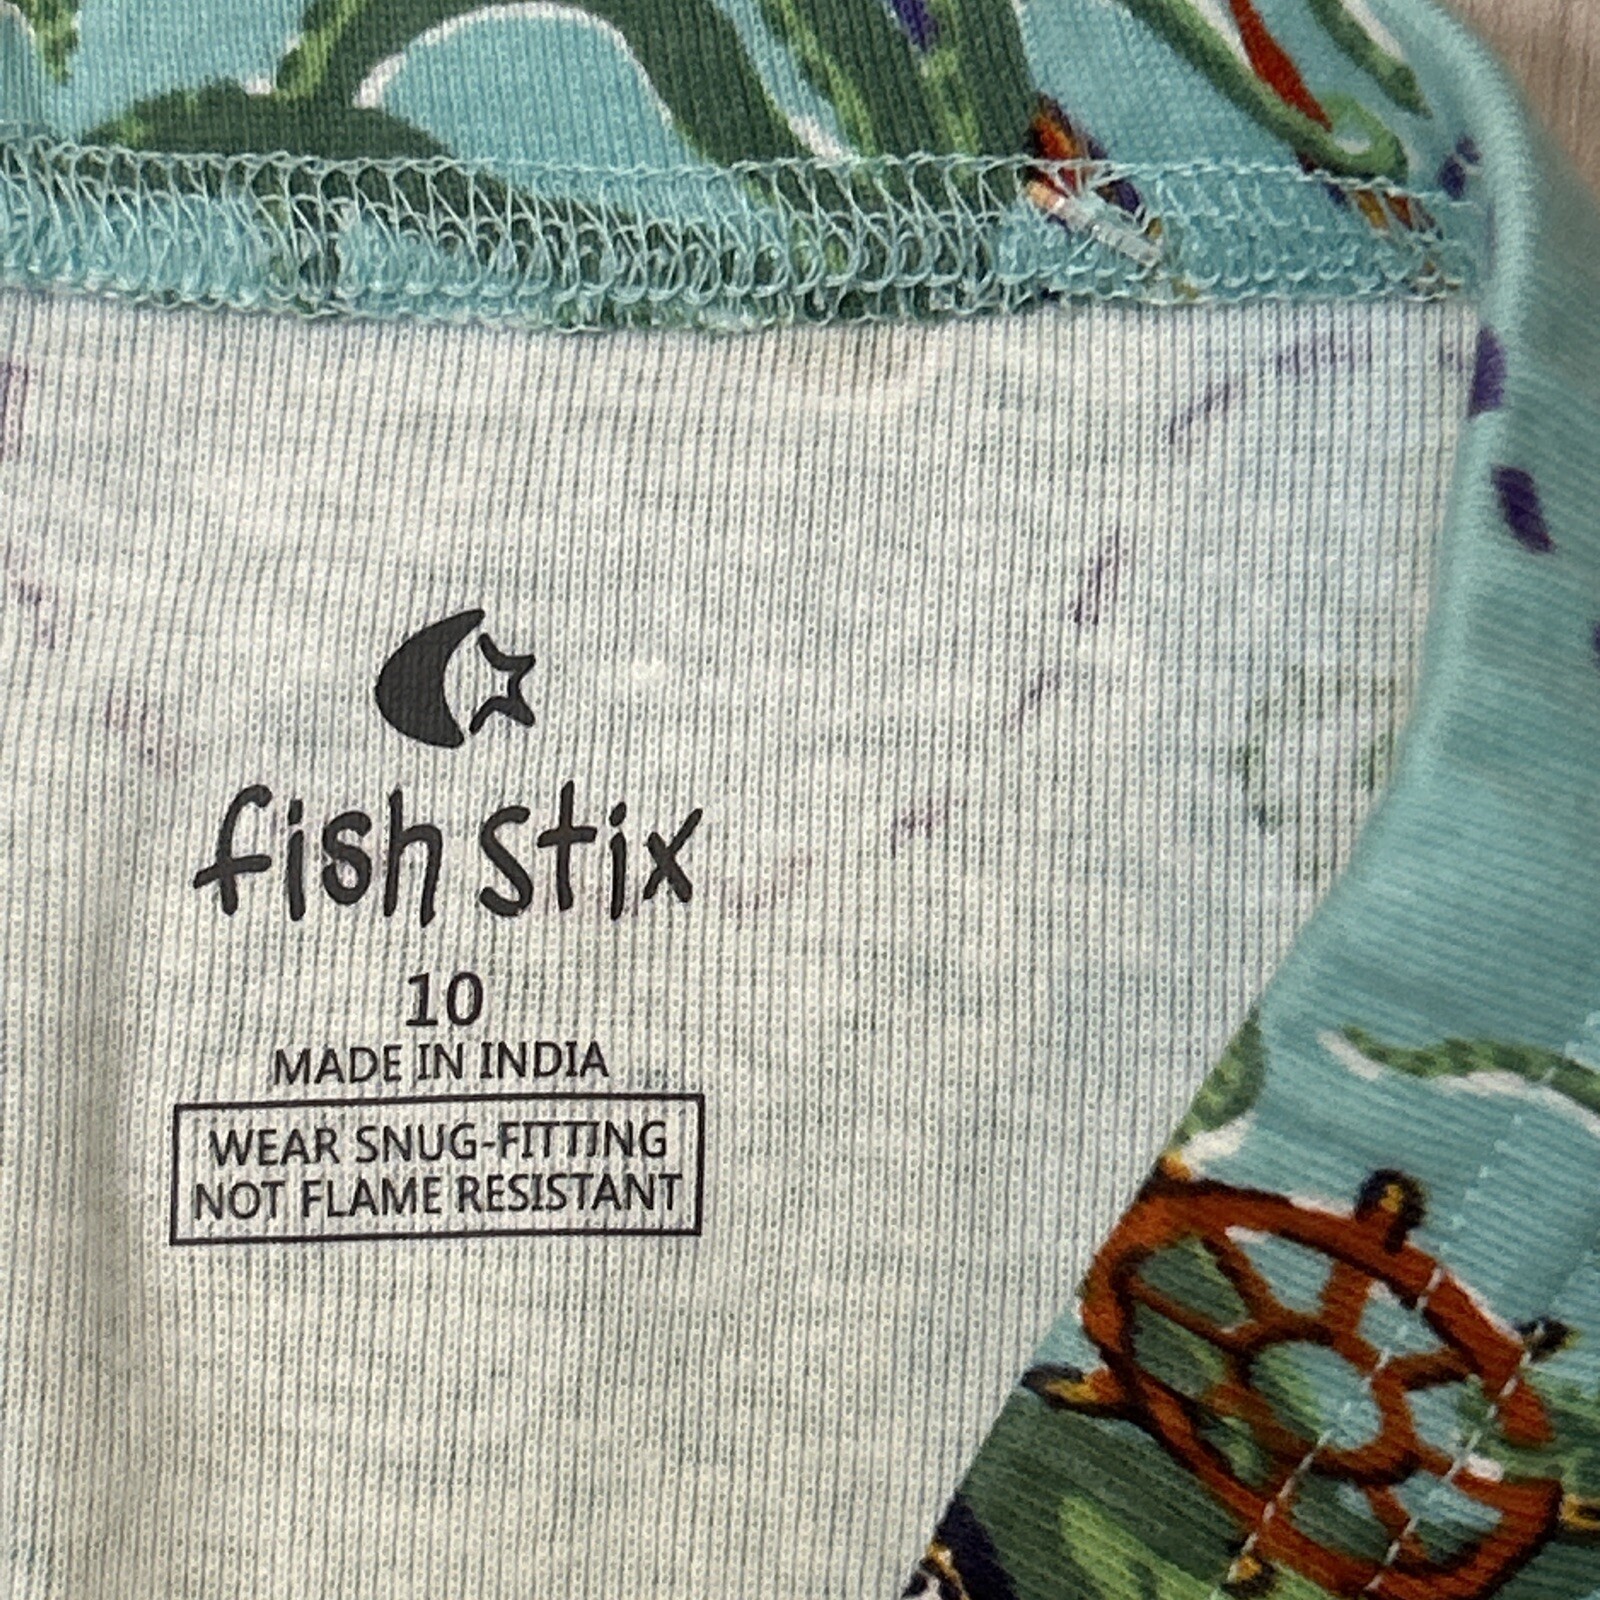 fish stix
10
MADE IN INDIA
WEAR SNUG-FITTING
NOT FLAME RESISTANT